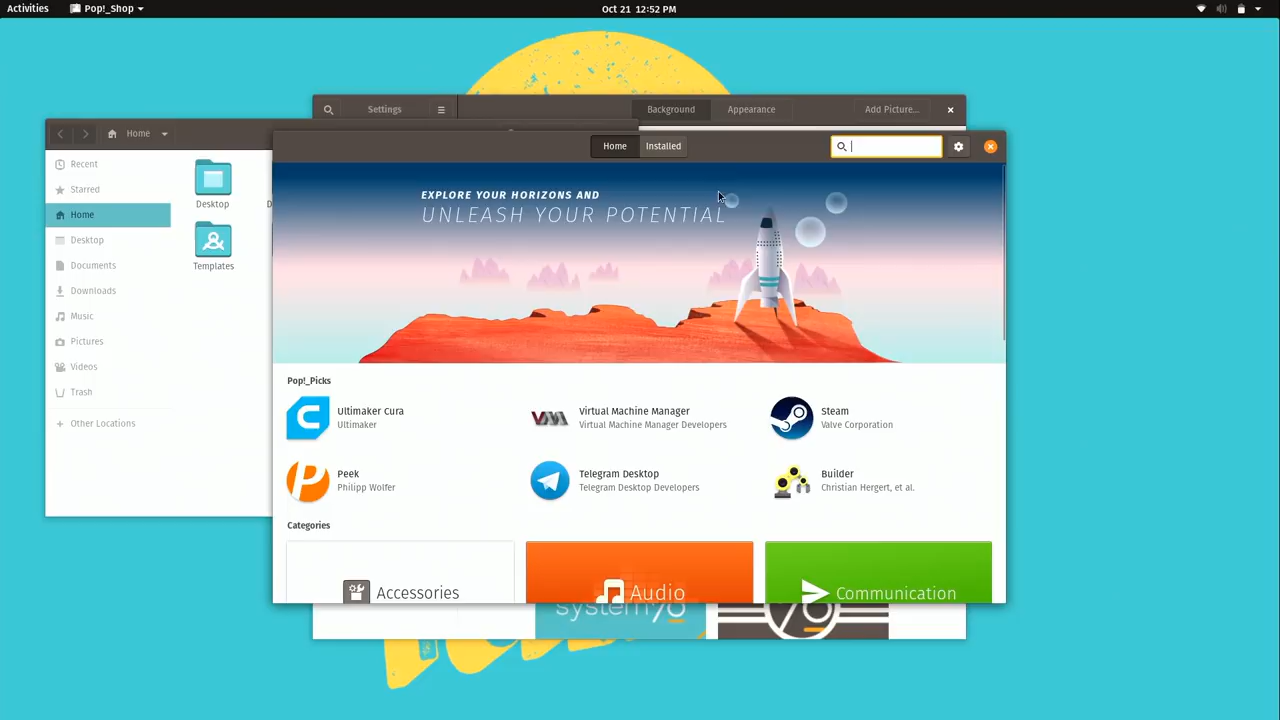 Activities
Pop!_Shop
Oct 21 12:52 PM
Settings
Background
Appearance
Add Picture...
Home
Recent
Starred
Home
Desktop
Documents
Downloads
Music
Pictures
Videos
Trash
Other Locations
Desktop
D
Templates
Home
Installed
EXPLORE YOUR HORIZONS AND
UNLEASH YOUR POTENTIAL
Pop!_Picks
Ultimaker Cura
Ultimaker
Virtual Machine Manager
Virtual Machine Manager Developers
Steam
Valve Corporation
Peek
Philipp Wolfer
Telegram Desktop
Telegram Desktop Developers
Builder
Christian Hergert, et al.
Categories
Accessories
Audio
Communication
system76
76